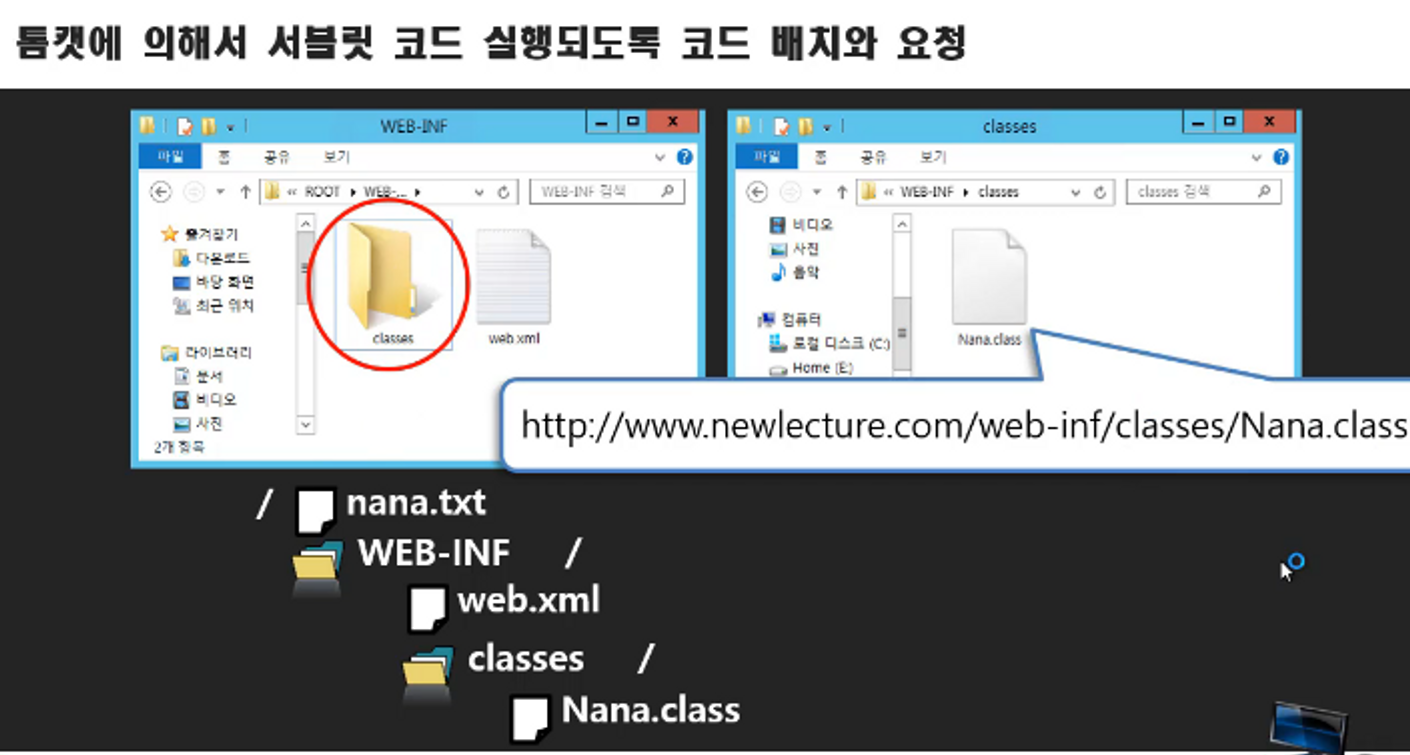 톰캣에 의해서 서블릿 코드 실행되도록 코드 배치와 요청
WEB-INF
파일 홈 공유 보기
« ROOT ▸ WEB-... ▸
WEB-INF 검색
즐겨찾기
다운로드
바탕 화면
최근 위치
라이브러리
문서
비디오
사진
2개 항목
classes
web.xml
classes
파일 홈 공유 보기
« WEB-INF ▸ classes
classes 검색
비디오
사진
음악
컴퓨터
로컬 디스크 (C:)
Home (E:)
Nana.class
http://www.newlecture.com/web-inf/classes/Nana.class
/ nana.txt
WEB-INF /
web.xml
classes /
Nana.class